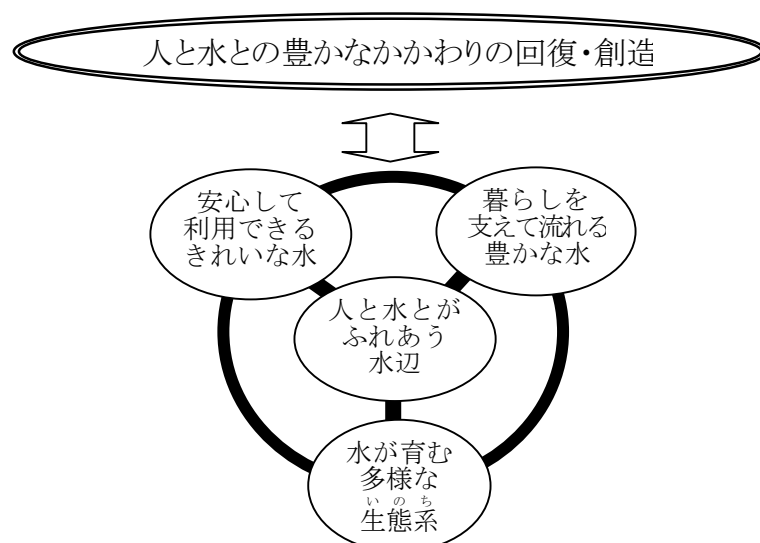 人と水との豊かなかかわりの回復・創造
安心して
利用できる
きれいな水
暮らしを
支えて流れる
豊かな水
人と水とが
ふれあう
水辺
水が育む
多様な
いのち
生態系